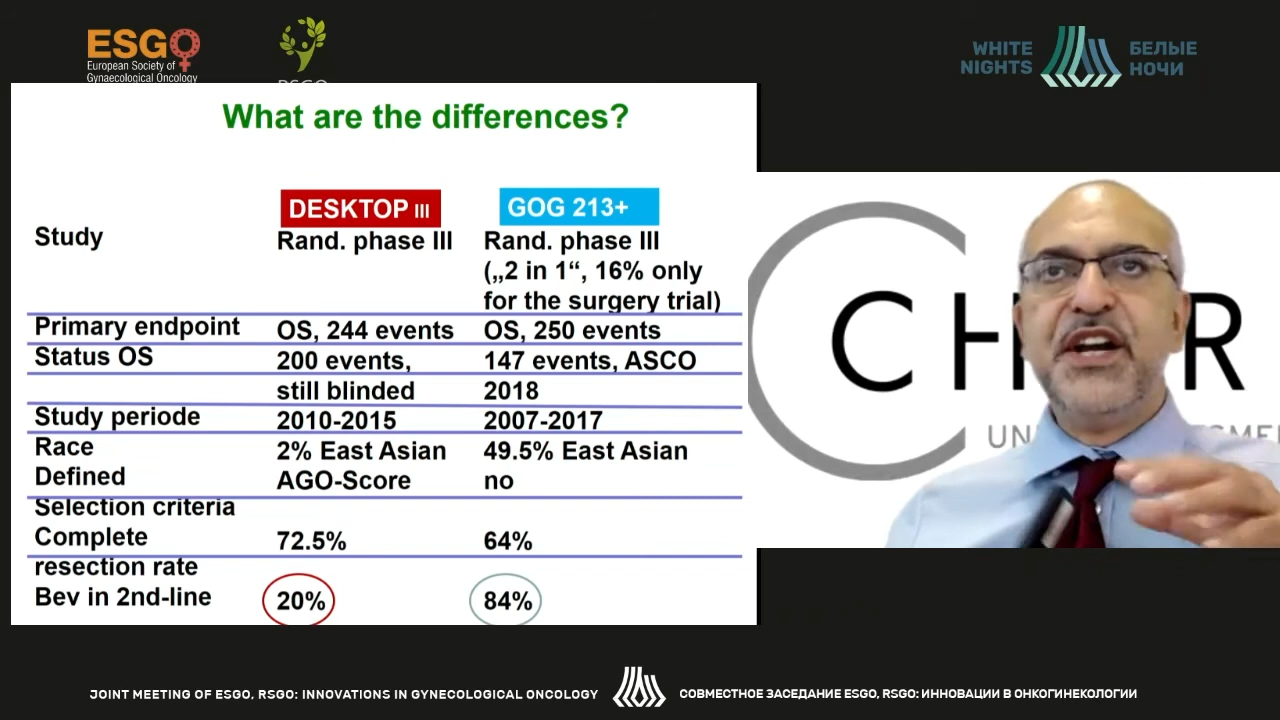 ESGO
European Society of
Gynaecological Oncology
WHITE
NIGHTS
БЕЛЫЕ
НОЧИ
What are the differences?
DESKTOP III
GOG 213+
Study
Rand. phase III
Rand. phase III
(„2 in 1“, 16% only
for the surgery trial)
Primary endpoint
OS, 244 events
OS, 250 events
Status OS
200 events,
still blinded
147 events, ASCO
2018
Study periode
2010-2015
2007-2017
Race
2% East Asian
49.5% East Asian
Defined
Selection criteria
AGO-Score
no
Complete
resection rate
72.5%
64%
Bev in 2nd-line
20%
84%
JOINT MEETING OF ESGO, RSGO: INNOVATIONS IN GYNECOLOGICAL ONCOLOGY
СОВМЕСТНОЕ ЗАСЕДАНИЕ ESGO, RSGO: ИННОВАЦИИ В ОНКОГИНЕКОЛОГИИ